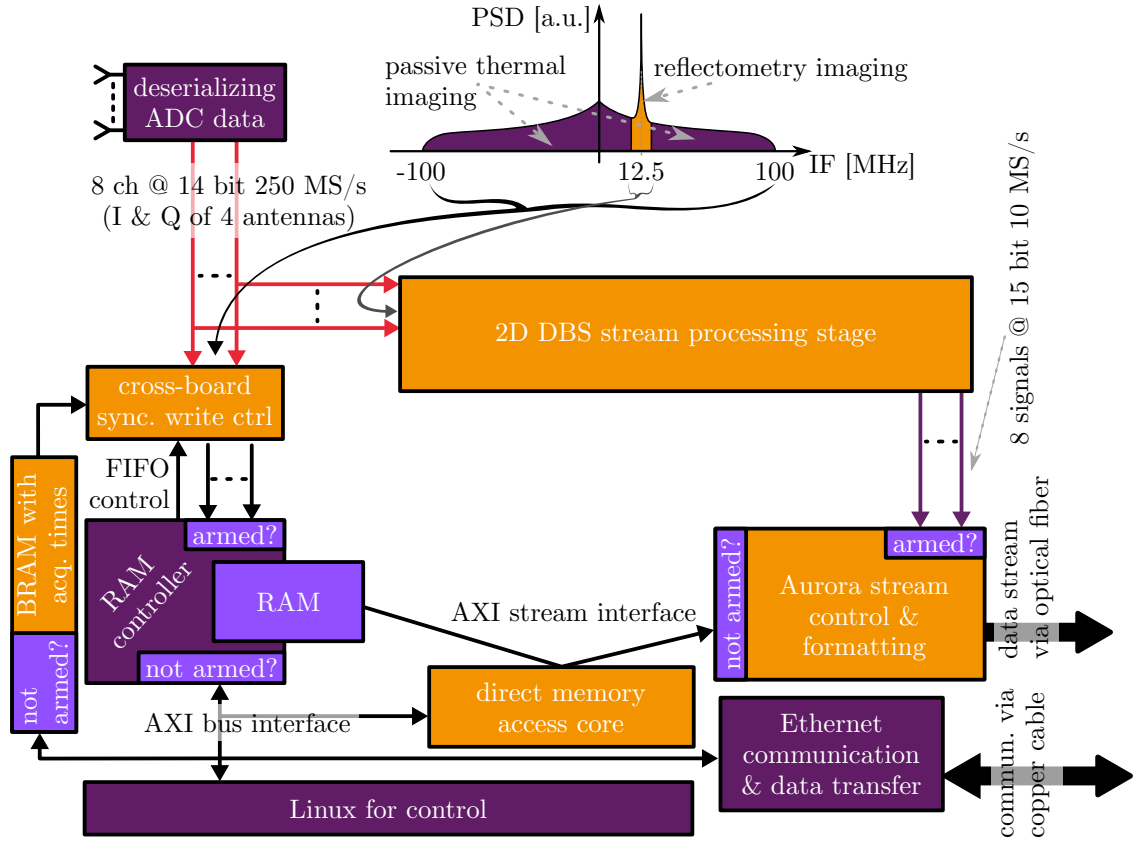 PSD [a.u.]
passive thermal
imaging
reflectometry imaging
-100
12.5
100
IF [MHz]
deserializing
ADC data
8 ch @ 14 bit 250 MS/s
(I & Q of 4 antennas)
2D DBS stream processing stage
8 signals @ 15 bit 10 MS/s
cross-board
sync. write ctrl
FIFO
control
BRAM with
acq. times
not
armed?
armed?
RAM
controller
RAM
not armed?
AXI stream interface
not armed?
armed?
Aurora stream
control &
formatting
data stream
via optical fiber
direct memory
access core
AXI bus interface
Ethernet
communication
& data transfer
commun. via
copper cable
Linux for control